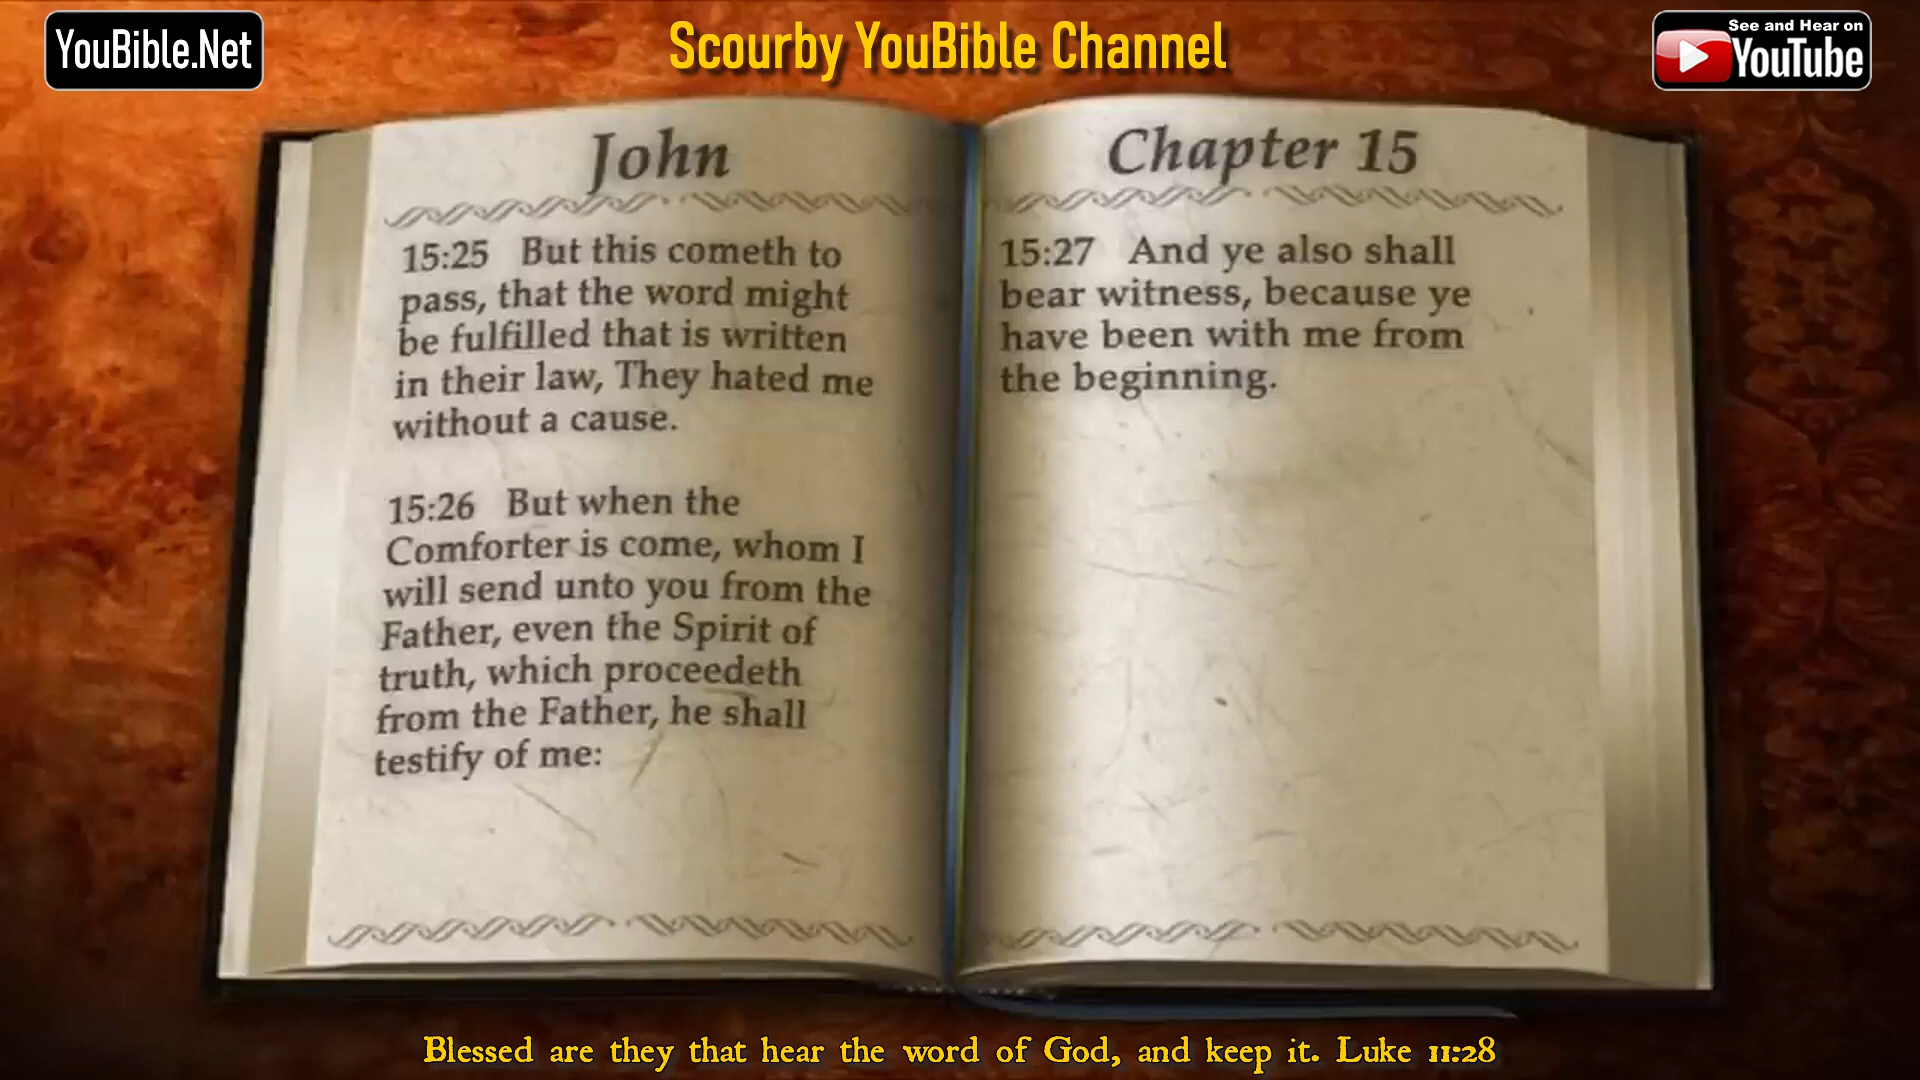 YouBible.Net
Scourby YouBible Channel
See and Hear on
YouTube
John
15:25 But this cometh to
pass, that the word might
be fulfilled that is written
in their law, They hated me
without a cause.
15:26 But when the
Comforter is come, whom I
will send unto you from the
Father, even the Spirit of
truth, which proceedeth
from the Father, he shall
testify of me:
Chapter 15
15:27 And ye also shall
bear witness, because ye
have been with me from
the beginning.
Blessed are they that hear the word of God, and keep it. Luke 11:28